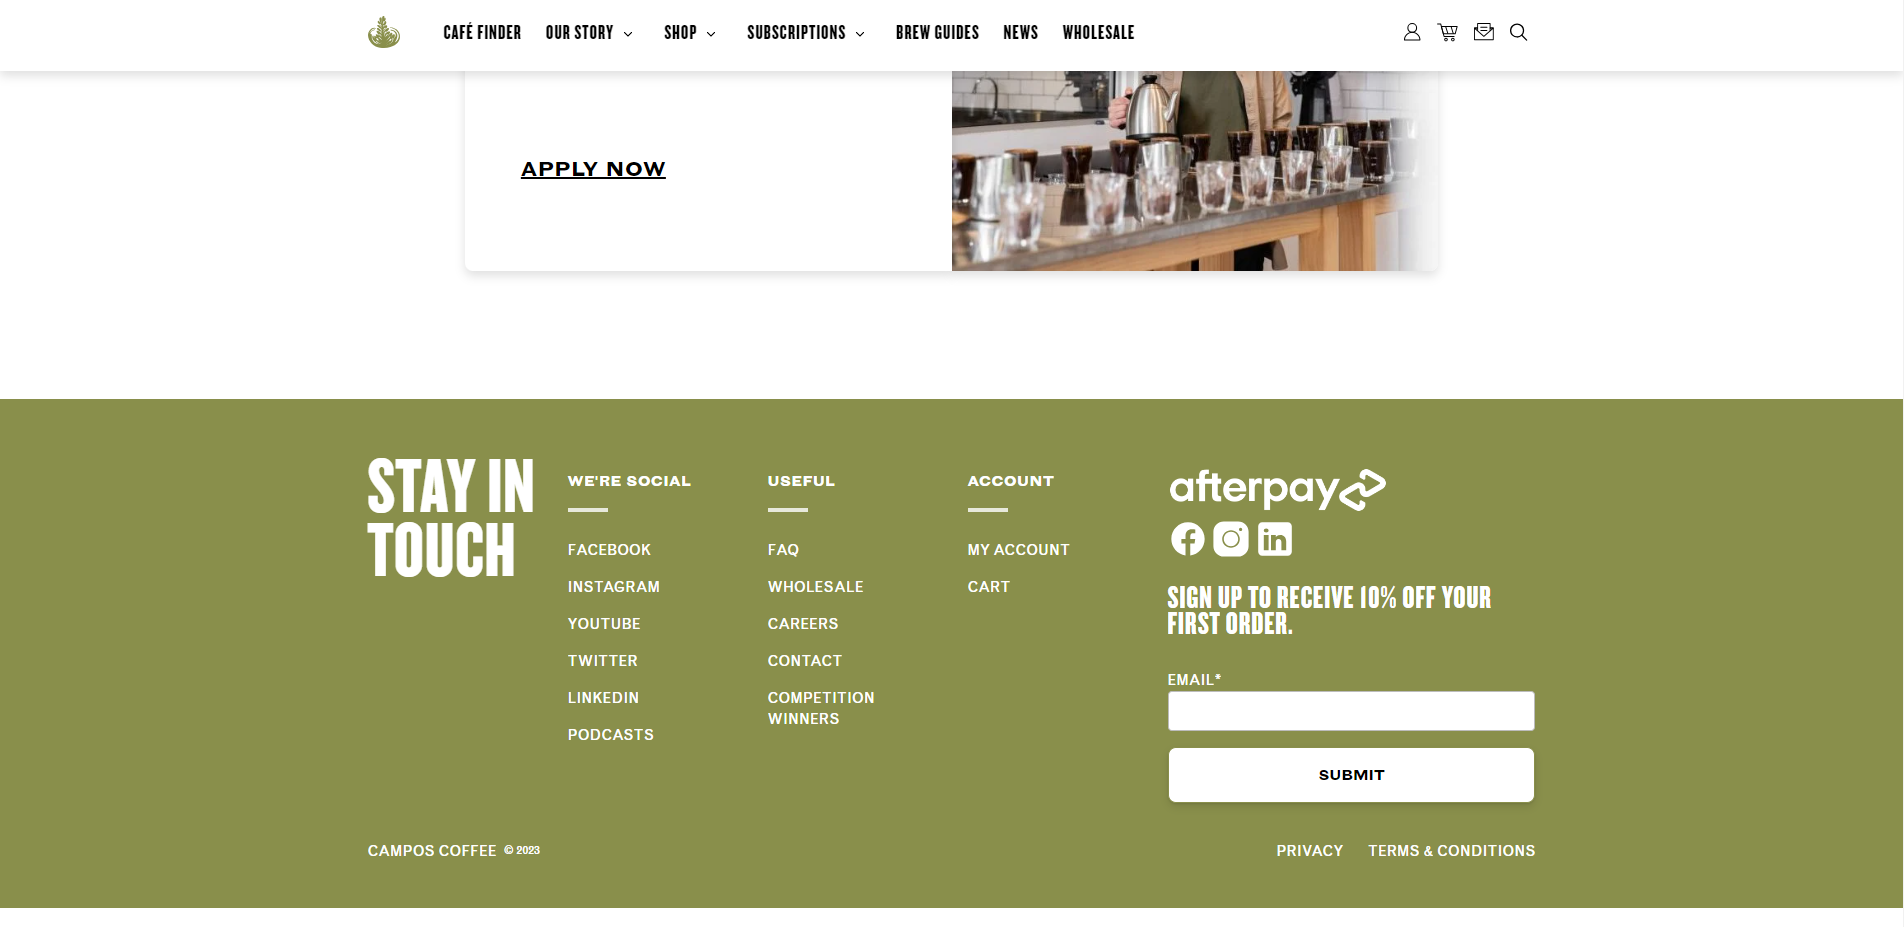 CAFÉ FINDER OUR STORY SHOP SUBSCRIPTIONS BREW GUIDES NEWS WHOLESALE
APPLY NOW
STAY IN
TOUCH
WE'RE SOCIAL
FACEBOOK
INSTAGRAM
YOUTUBE
TWITTER
LINKEDIN
PODCASTS
USEFUL
FAQ
WHOLESALE
CAREERS
CONTACT
COMPETITION
WINNERS
ACCOUNT
MY ACCOUNT
CART
afterpay
in
SIGN UP TO RECEIVE 10% OFF YOUR
FIRST ORDER.
EMAIL*
SUBMIT
CAMPOS COFFEE © 2023
PRIVACY TERMS & CONDITIONS